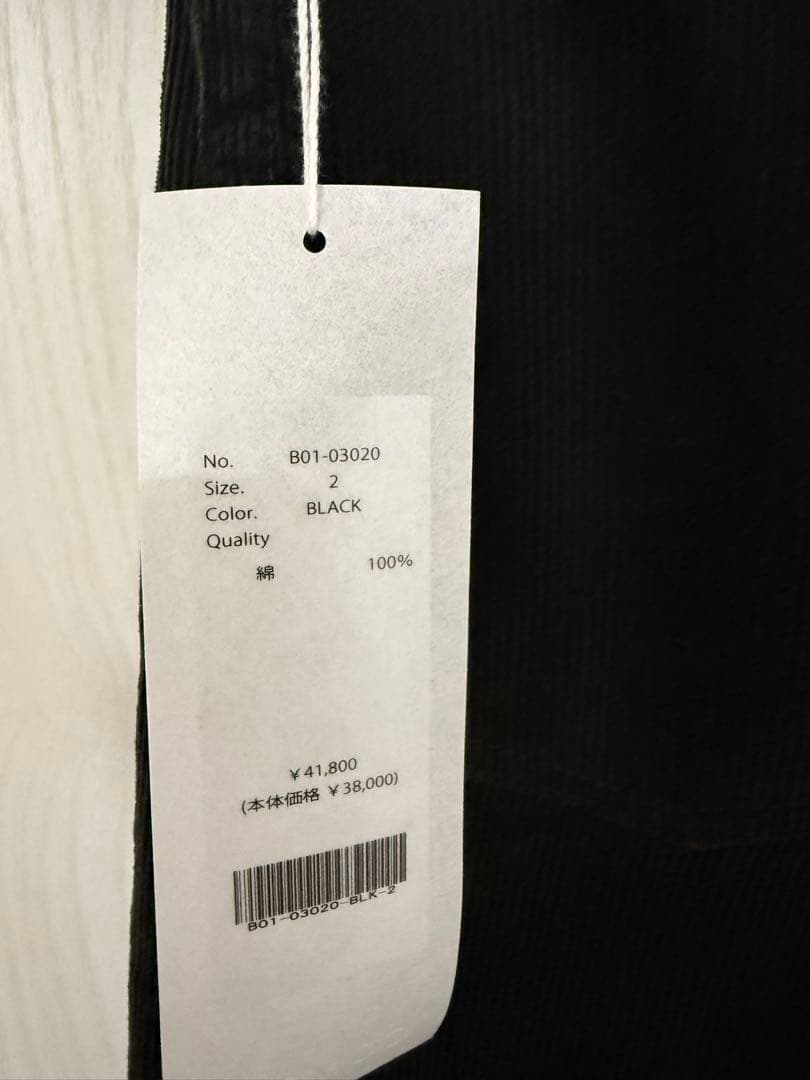 No. B01-03020
Size. 2
Color. BLACK
Quality
綿 100%
¥41,800
(本体価格 ¥38,000)
B01-03020-BLK-2